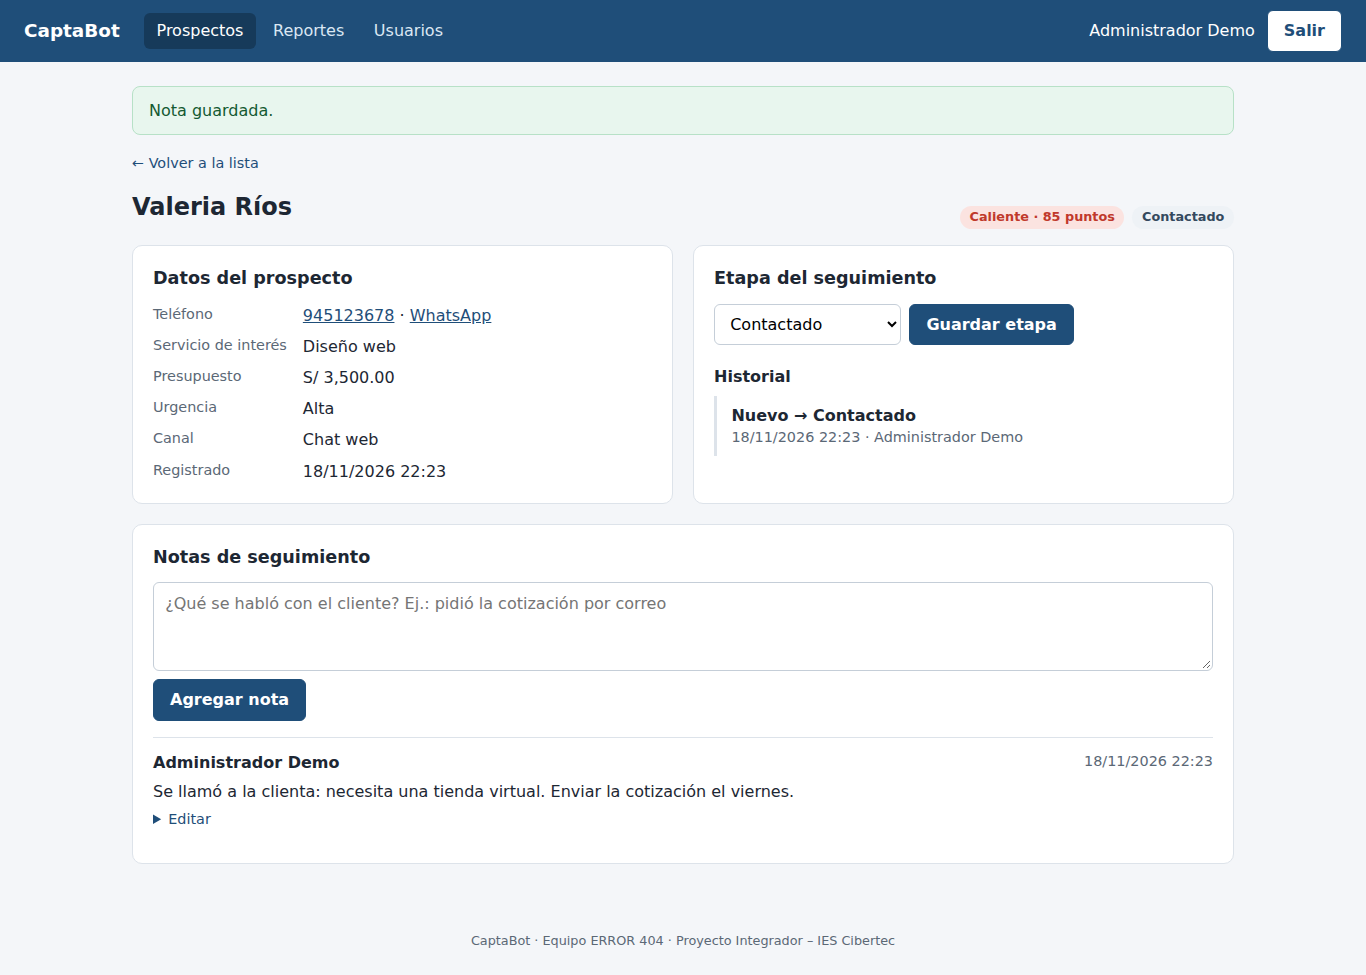 CaptaBot Prospectos Reportes Usuarios Administrador Demo Salir
Nota guardada.
← Volver a la lista
Valeria Ríos
Caliente · 85 puntos Contactado
Datos del prospecto
Teléfono 945123678 · WhatsApp
Servicio de interés Diseño web
Presupuesto S/ 3,500.00
Urgencia Alta
Canal Chat web
Registrado 18/11/2026 22:23
Etapa del seguimiento
Contactado Guardar etapa
Historial
Nuevo → Contactado
18/11/2026 22:23 · Administrador Demo
Notas de seguimiento
¿Qué se habló con el cliente? Ej.: pidió la cotización por correo
Agregar nota
Administrador Demo 18/11/2026 22:23
Se llamó a la clienta: necesita una tienda virtual. Enviar la cotización el viernes.
Editar
CaptaBot · Equipo ERROR 404 · Proyecto Integrador – IES Cibertec